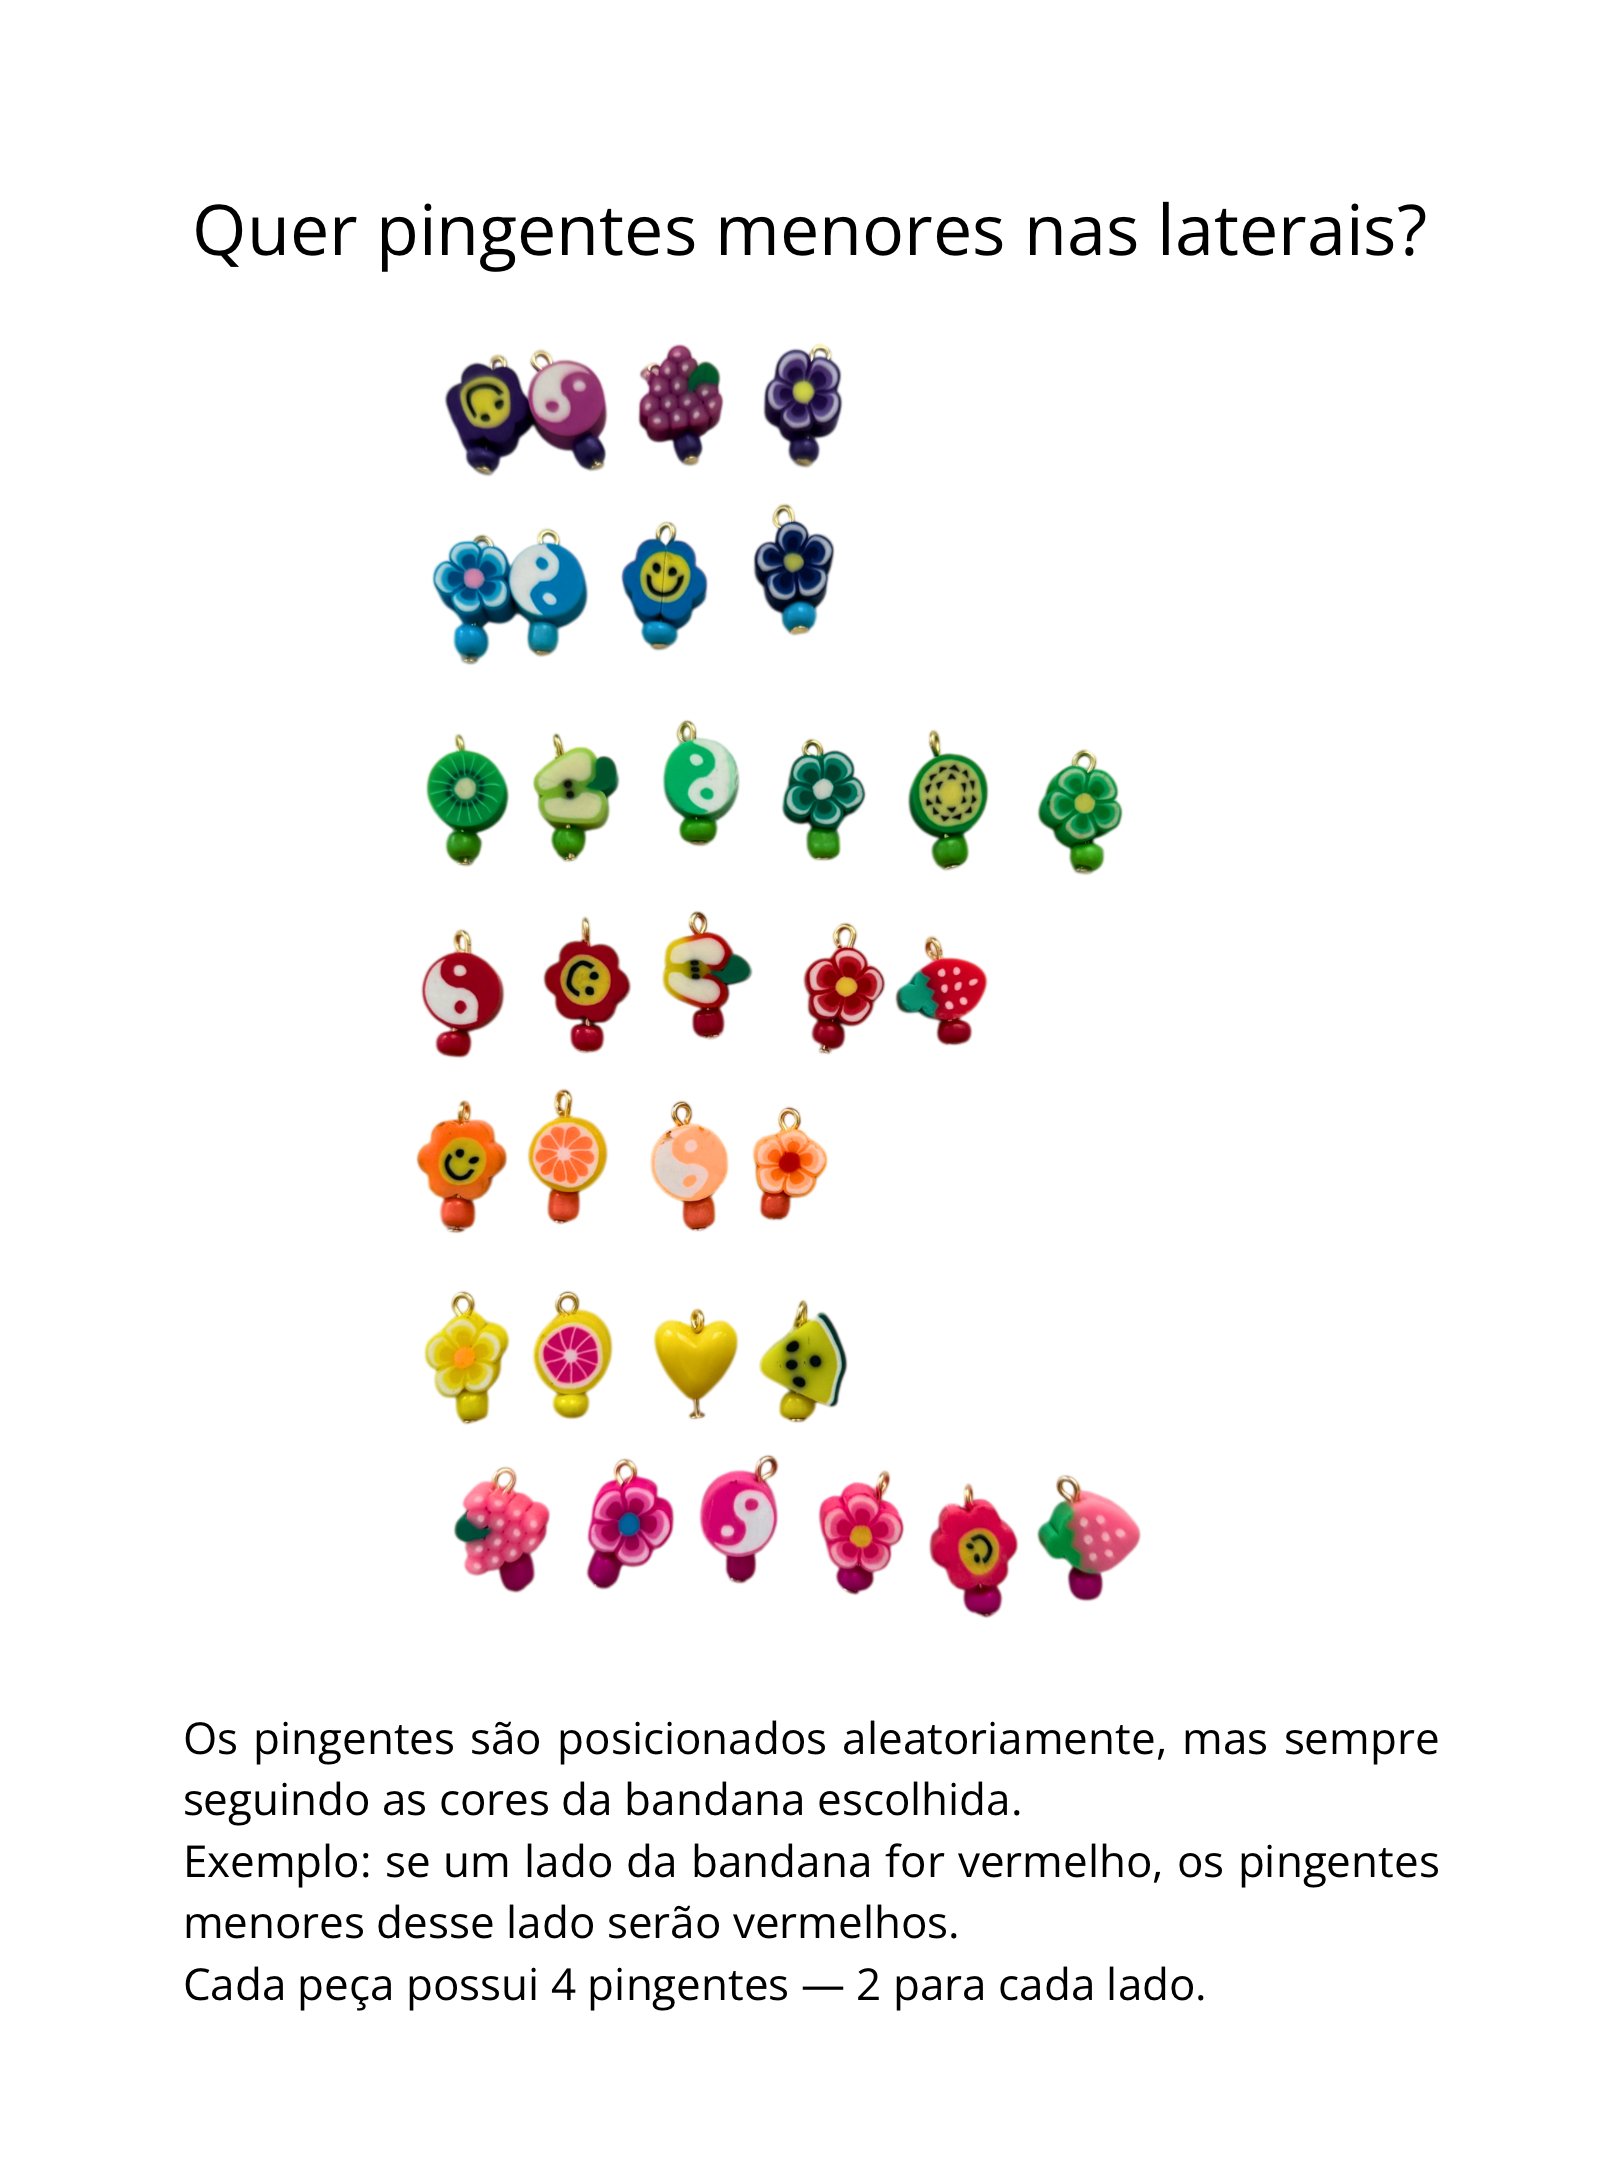 Quer pingentes menores nas laterais?
Os pingentes são posicionados aleatoriamente, mas sempre
seguindo as cores da bandana escolhida.
Exemplo: se um lado da bandana for vermelho, os pingentes
menores desse lado serão vermelhos.
Cada peça possui 4 pingentes — 2 para cada lado.